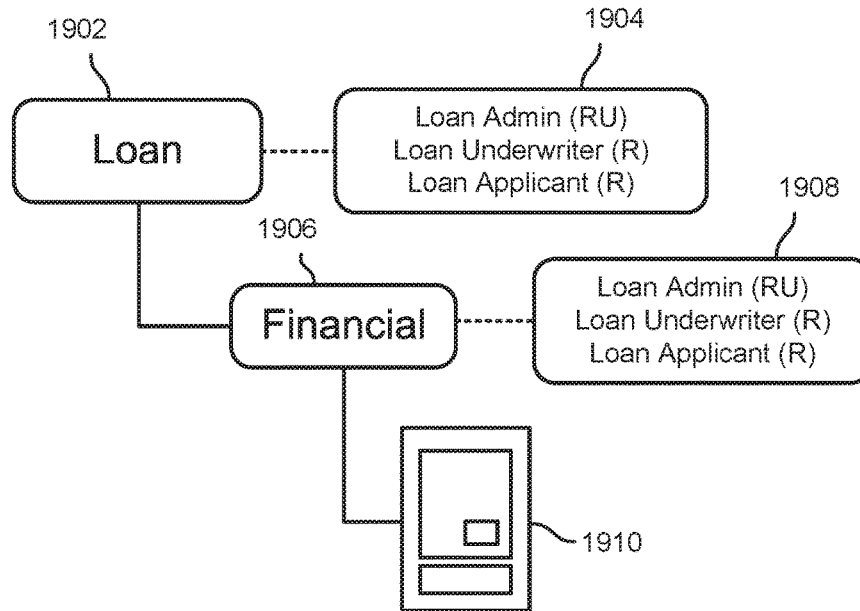 1902
1904
Loan
Loan Admin (RU)
Loan Underwriter (R)
Loan Applicant (R)
1906
1908
Financial
Loan Admin (RU)
Loan Underwriter (R)
Loan Applicant (R)
1910